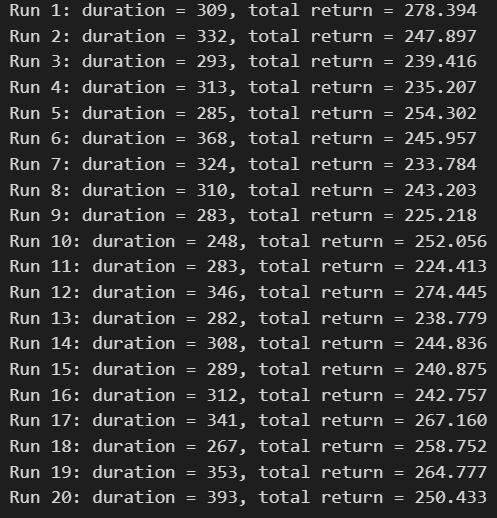 Run 1: duration = 309, total return = 278.394
Run 2: duration = 332, total return = 247.897
Run 3: duration = 293, total return = 239.416
Run 4: duration = 313, total return = 235.207
Run 5: duration = 285, total return = 254.302
Run 6: duration = 368, total return = 245.957
Run 7: duration = 324, total return = 233.784
Run 8: duration = 310, total return = 243.203
Run 9: duration = 283, total return = 225.218
Run 10: duration = 248, total return = 252.056
Run 11: duration = 283, total return = 224.413
Run 12: duration = 346, total return = 274.445
Run 13: duration = 282, total return = 238.779
Run 14: duration = 308, total return = 244.836
Run 15: duration = 289, total return = 240.875
Run 16: duration = 312, total return = 242.757
Run 17: duration = 341, total return = 267.160
Run 18: duration = 267, total return = 258.752
Run 19: duration = 353, total return = 264.777
Run 20: duration = 393, total return = 250.433